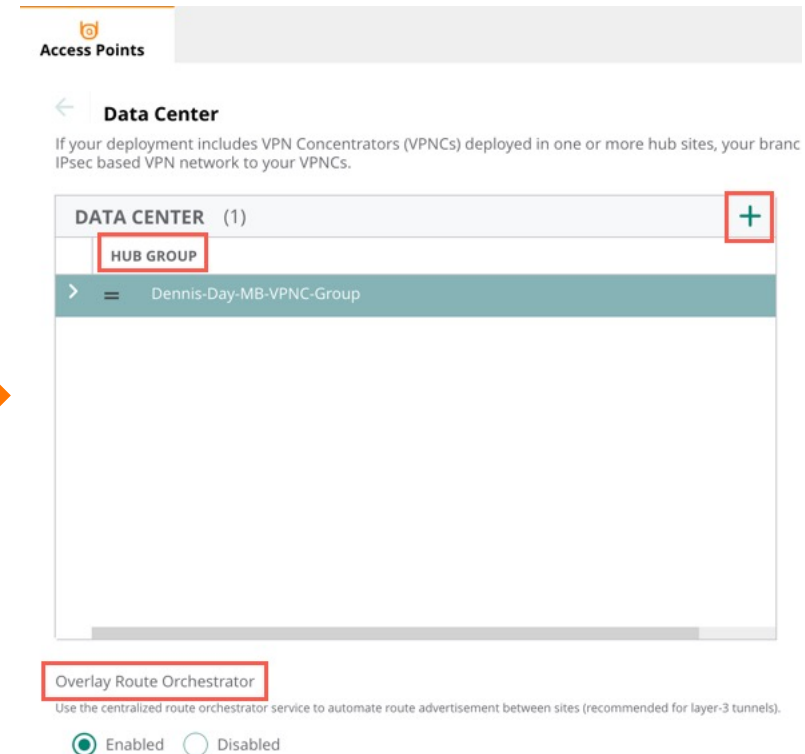 Access Points
Data Center
If your deployment includes VPN Concentrators (VPNCs) deployed in one or more hub sites, your branc
IPsec based VPN network to your VPNCs.
DATA CENTER (1)
HUB GROUP
Dennis-Day-MB-VPNC-Group
Overlay Route Orchestrator
Use the centralized route orchestrator service to automate route advertisement between sites (recommended for layer-3 tunnels).
Enabled Disabled